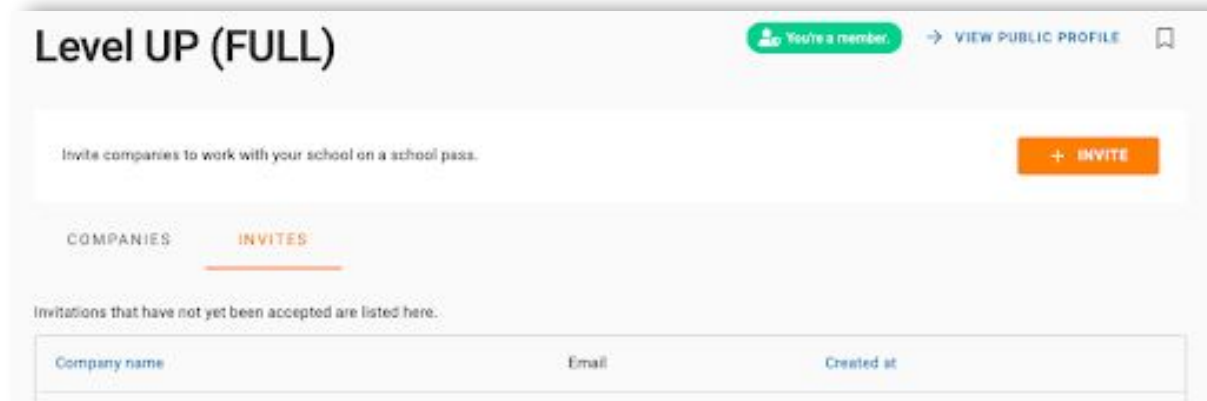 Level UP (FULL)
You're a member.
→ VIEW PUBLIC PROFILE
Invite companies to work with your school on a school pass.
+ INVITE
COMPANIES INVITES
Invitations that have not yet been accepted are listed here.
Company name Email Created at